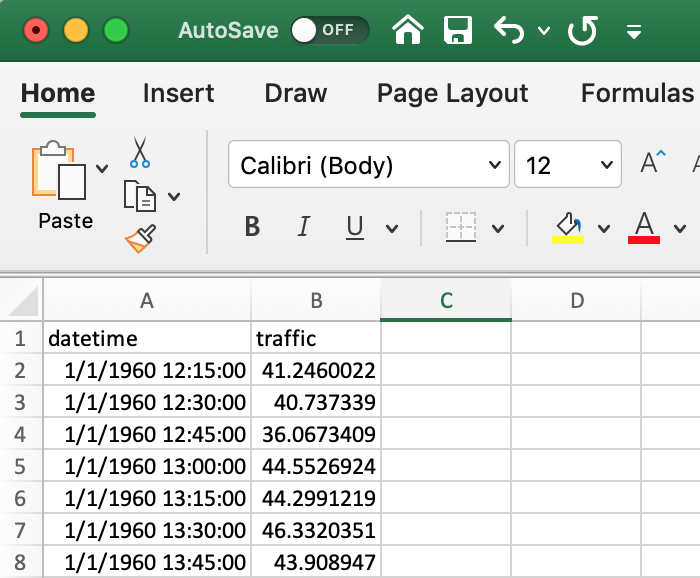 AutoSave OFF
Home Insert Draw Page Layout Formulas
Paste
Calibri (Body) 12 A A
B I U A
A B C D
1 datetime traffic
2 1/1/1960 12:15:00 41.2460022
3 1/1/1960 12:30:00 40.737339
4 1/1/1960 12:45:00 36.0673409
5 1/1/1960 13:00:00 44.5526924
6 1/1/1960 13:15:00 44.2991219
7 1/1/1960 13:30:00 46.3320351
8 1/1/1960 13:45:00 43.908947